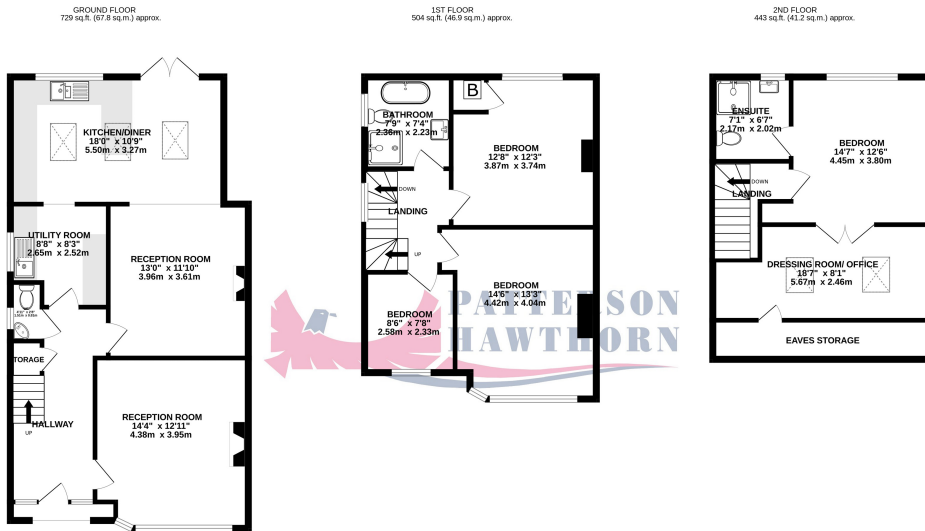 GROUND FLOOR
729 sq.ft. (67.8 sq.m.) approx.
1ST FLOOR
504 sq.ft. (46.9 sq.m.) approx.
2ND FLOOR
443 sq.ft. (41.2 sq.m.) approx.
KITCHEN/DINER
18'0" x 10'9"
5.50m x 3.27m
UTILITY ROOM
8'8" x 8'3"
2.65m x 2.52m
RECEPTION ROOM
13'0" x 11'10"
3.96m x 3.61m
STORAGE
UP
HALLWAY
RECEPTION ROOM
14'4" x 12'11"
4.38m x 3.95m
BATHROOM
7'9" x 7'4"
2.36m x 2.23m
B
BEDROOM
12'8" x 12'3"
3.87m x 3.74m
DOWN
LANDING
UP
BEDROOM
14'6" x 13'3"
4.42m x 4.04m
BEDROOM
8'6" x 7'8"
2.58m x 2.33m
PATTERSON
HAWTHORN
ENSUITE
7'1" x 6'7"
2.17m x 2.02m
BEDROOM
14'7" x 12'6"
4.45m x 3.80m
DOWN
LANDING
DRESSING ROOM/ OFFICE
18'7" x 8'1"
5.67m x 2.46m
EAVES STORAGE